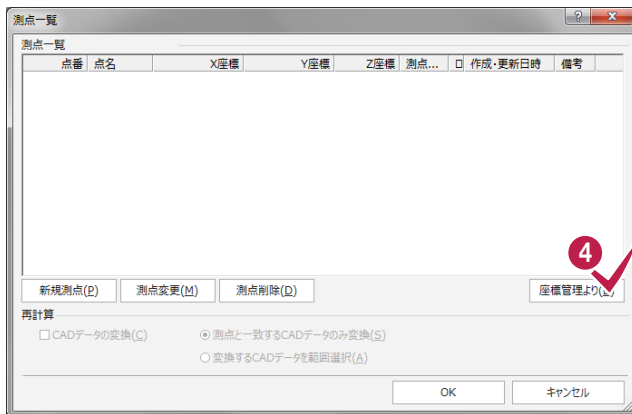 測点一覧
測点一覧
点番 点名 X座標 Y座標 Z座標 測点... ロ 作成・更新日時 備考
4
新規測点(P) 測点変更(M) 測点削除(D) 座標管理より(
再計算
CADデータの変換(C) 測点と一致するCADデータのみ変換(S)
変換するCADデータを範囲選択(A)
OK キャンセル